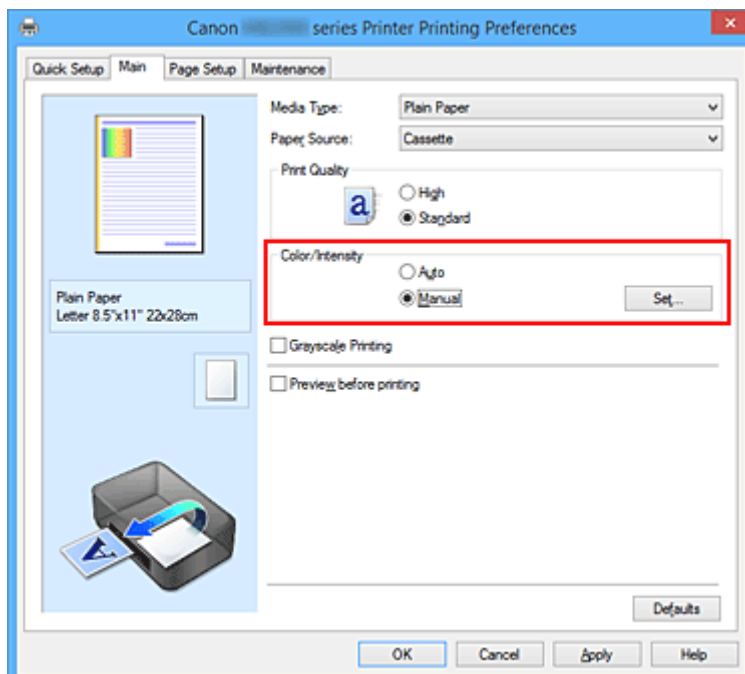 Canon series Printer Printing Preferences
Quick Setup Main Page Setup Maintenance
Media Type: Plain Paper
Paper Source: Cassette
Print Quality
a
High
Standard
Color/Intensity
Auto
Manual Set...
Plain Paper
Letter 8.5"x11" 22x28cm
Grayscale Printing
Preview before printing
A
Defaults
OK Cancel Apply Help